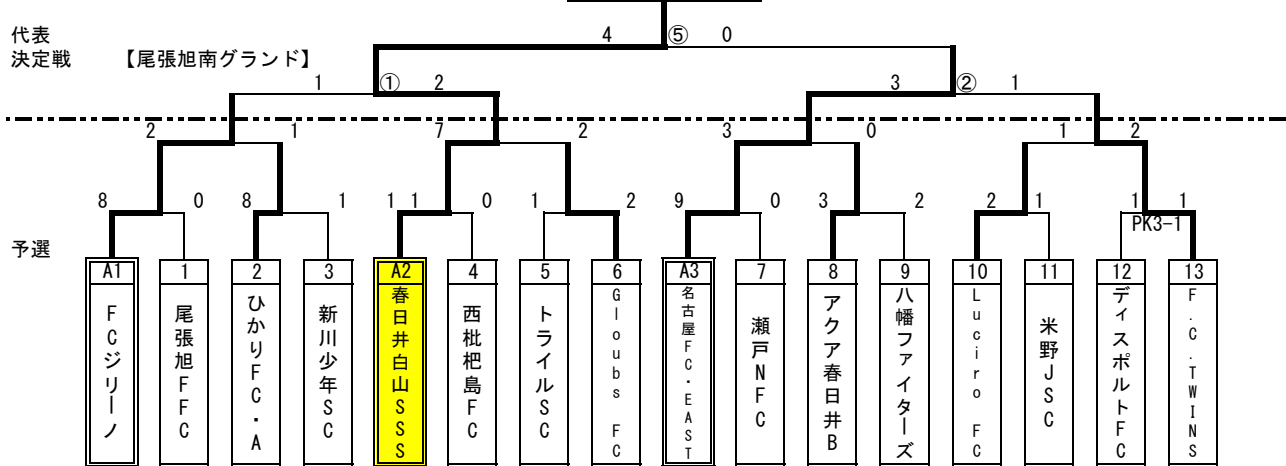 4 ⑤ 0
代表
決定戦 【尾張旭南グランド】
1 ① 2 3 ② 1
2 1 7 2 3 0 1 2
8 0 8 1 11 0 1 2 9 0 3 2 2 1 1 1
PK3-1
予選
A1 1 2 3 A2 4 5 6 A3 7 8 9 10 11 12 13
FCジリーノ
尾張旭FFC
ひかりFC・A
新川少年SC
春日井白山SSS
西枇杷島FC
トライルSC
Gloubs FC
名古屋FC・EAST
瀬戸NFC
アクア春日井B
八幡ファイターズ
Luciro FC
米野JSC
ディスポルトFC
F.C.TWINS